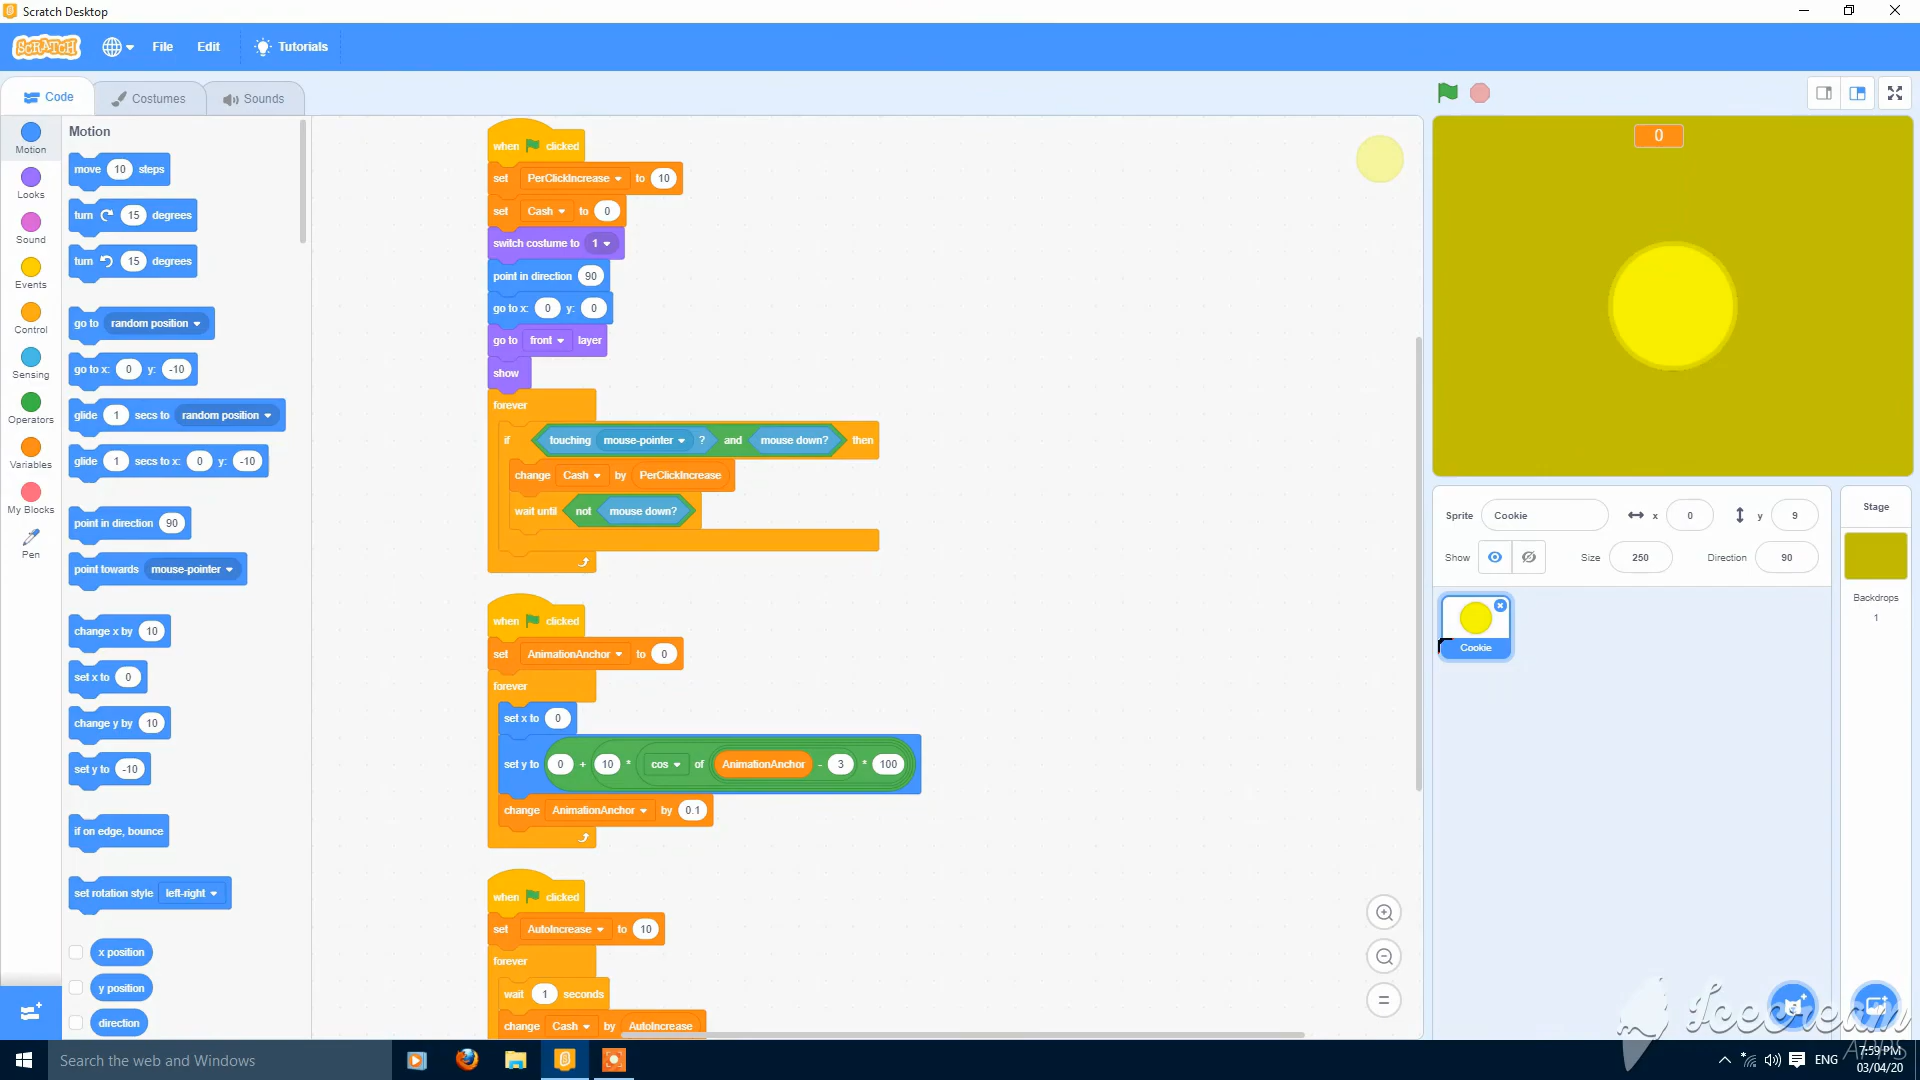 Scratch Desktop
SCRATCH
File
Edit
Tutorials
Code
Costumes
Sounds
Motion
Looks
Sound
Events
Control
Sensing
Operators
Variables
My Blocks
Pen
Motion
move 10 steps
turn 15 degrees
turn 15 degrees
go to random position
go to x: 0 y: -10
glide 1 secs to random position
glide 1 secs to x: 0 y: -10
point in direction 90
point towards mouse-pointer
change x by 10
set x to 0
change y by 10
set y to -10
if on edge, bounce
set rotation style left-right
x position
y position
direction
when clicked
set PerClickIncrease to 10
set Cash to 0
switch costume to 1
point in direction 90
go to x: 0 y: 0
go to front layer
show
forever
if touching mouse-pointer ? and mouse down? then
change Cash by PerClickIncrease
wait until not mouse down?
when clicked
set AnimationAnchor to 0
forever
set x to 0
set y to 0 + 10 * cos of AnimationAnchor - 3 * 100
change AnimationAnchor by 0.1
when clicked
set AutoIncrease to 10
forever
wait 1 seconds
change Cash by AutoIncrease
0
Sprite Cookie x 0 y 9
Show Size 250 Direction 90
Cookie
Stage
Backdrops
1
Icecream
APPS
Search the web and Windows
ENG
7:59 PM
03/04/20